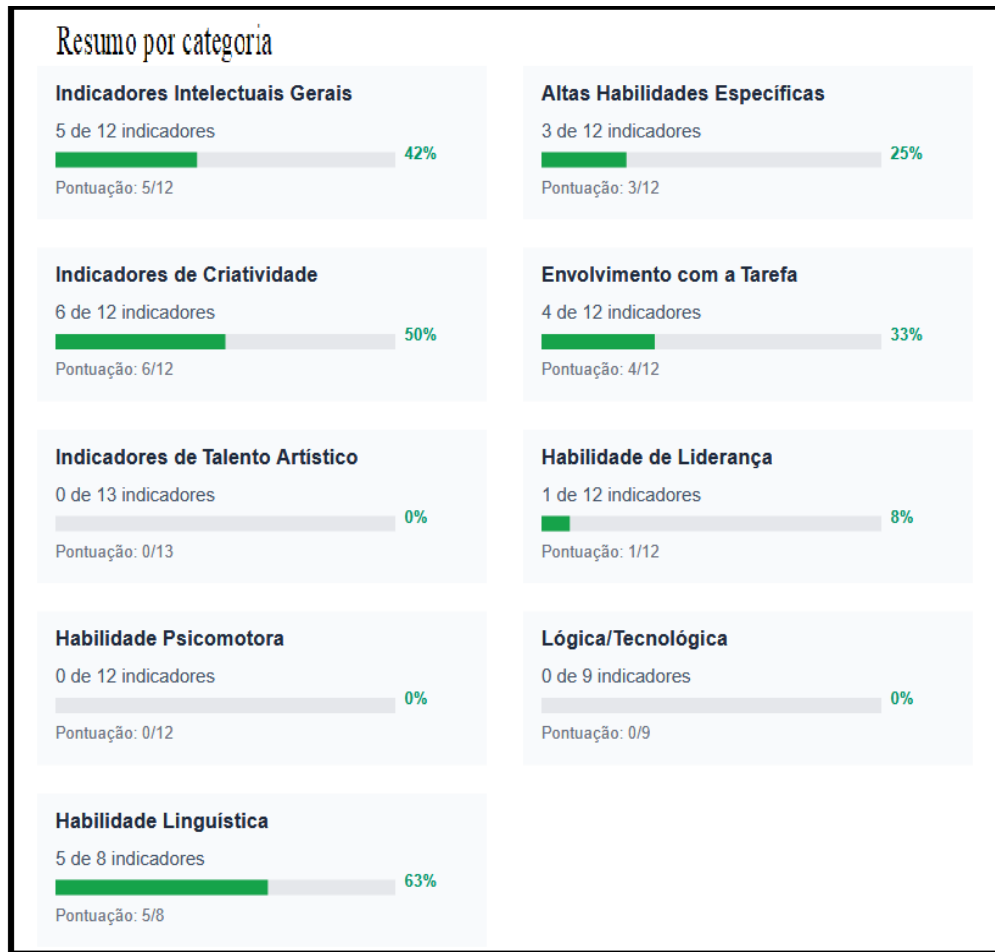 Resumo por categoria
Indicadores Intelectuais Gerais
5 de 12 indicadores
42%
Pontuação: 5/12
Altas Habilidades Específicas
3 de 12 indicadores
25%
Pontuação: 3/12
Indicadores de Criatividade
6 de 12 indicadores
50%
Pontuação: 6/12
Envolvimento com a Tarefa
4 de 12 indicadores
33%
Pontuação: 4/12
Indicadores de Talento Artístico
0 de 13 indicadores
0%
Pontuação: 0/13
Habilidade de Liderança
1 de 12 indicadores
8%
Pontuação: 1/12
Habilidade Psicomotora
0 de 12 indicadores
0%
Pontuação: 0/12
Lógica/Tecnológica
0 de 9 indicadores
0%
Pontuação: 0/9
Habilidade Linguística
5 de 8 indicadores
63%
Pontuação: 5/8